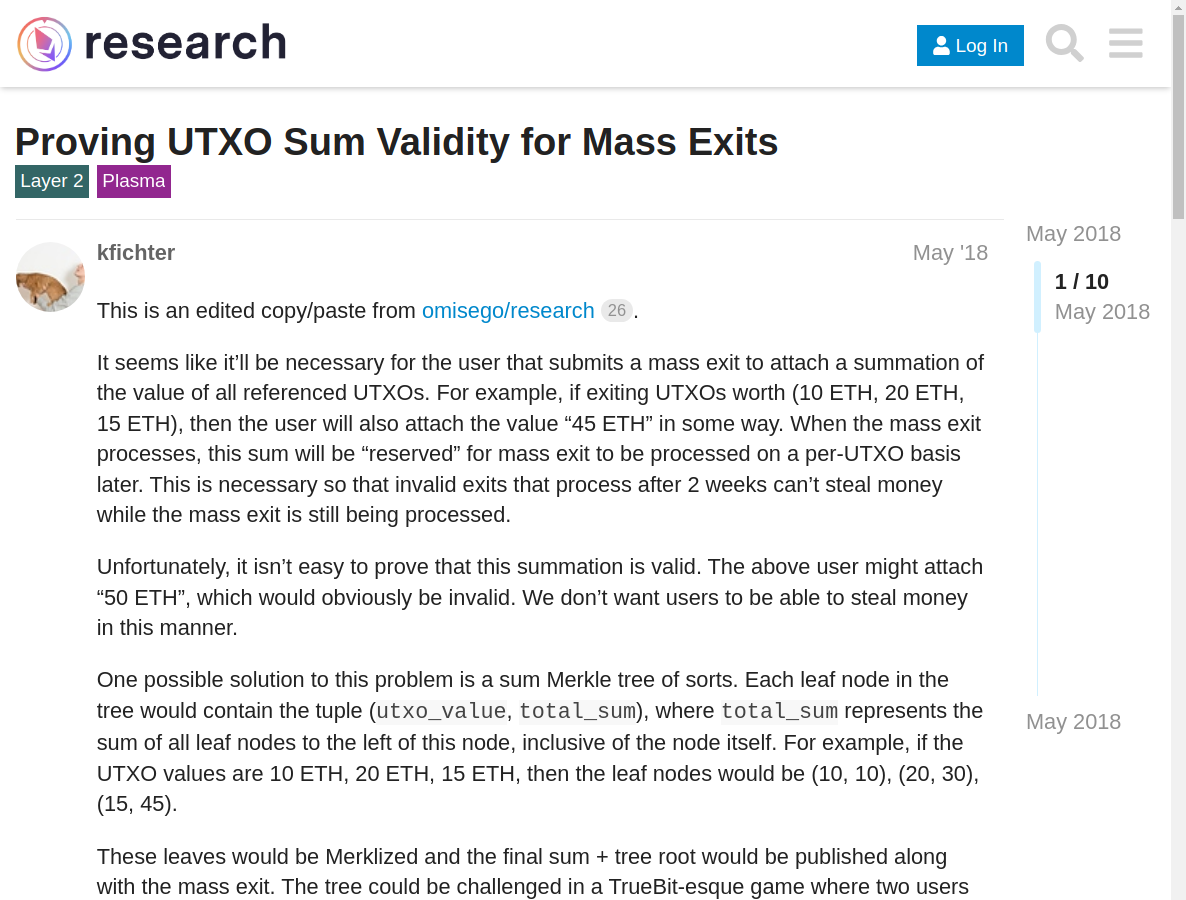 research
Log In
Proving UTXO Sum Validity for Mass Exits
Layer 2 Plasma
kfichter
May '18
This is an edited copy/paste from omisego/research 26.
It seems like it’ll be necessary for the user that submits a mass exit to attach a summation of
the value of all referenced UTXOs. For example, if exiting UTXOs worth (10 ETH, 20 ETH,
15 ETH), then the user will also attach the value “45 ETH” in some way. When the mass exit
processes, this sum will be “reserved” for mass exit to be processed on a per-UTXO basis
later. This is necessary so that invalid exits that process after 2 weeks can’t steal money
while the mass exit is still being processed.
Unfortunately, it isn’t easy to prove that this summation is valid. The above user might attach
“50 ETH”, which would obviously be invalid. We don’t want users to be able to steal money
in this manner.
One possible solution to this problem is a sum Merkle tree of sorts. Each leaf node in the
tree would contain the tuple (utxo_value, total_sum), where total_sum represents the
sum of all leaf nodes to the left of this node, inclusive of the node itself. For example, if the
UTXO values are 10 ETH, 20 ETH, 15 ETH, then the leaf nodes would be (10, 10), (20, 30),
(15, 45).
These leaves would be Merklized and the final sum + tree root would be published along
with the mass exit. The tree could be challenged in a TrueBit-esque game where two users
May 2018
1 / 10
May 2018
May 2018